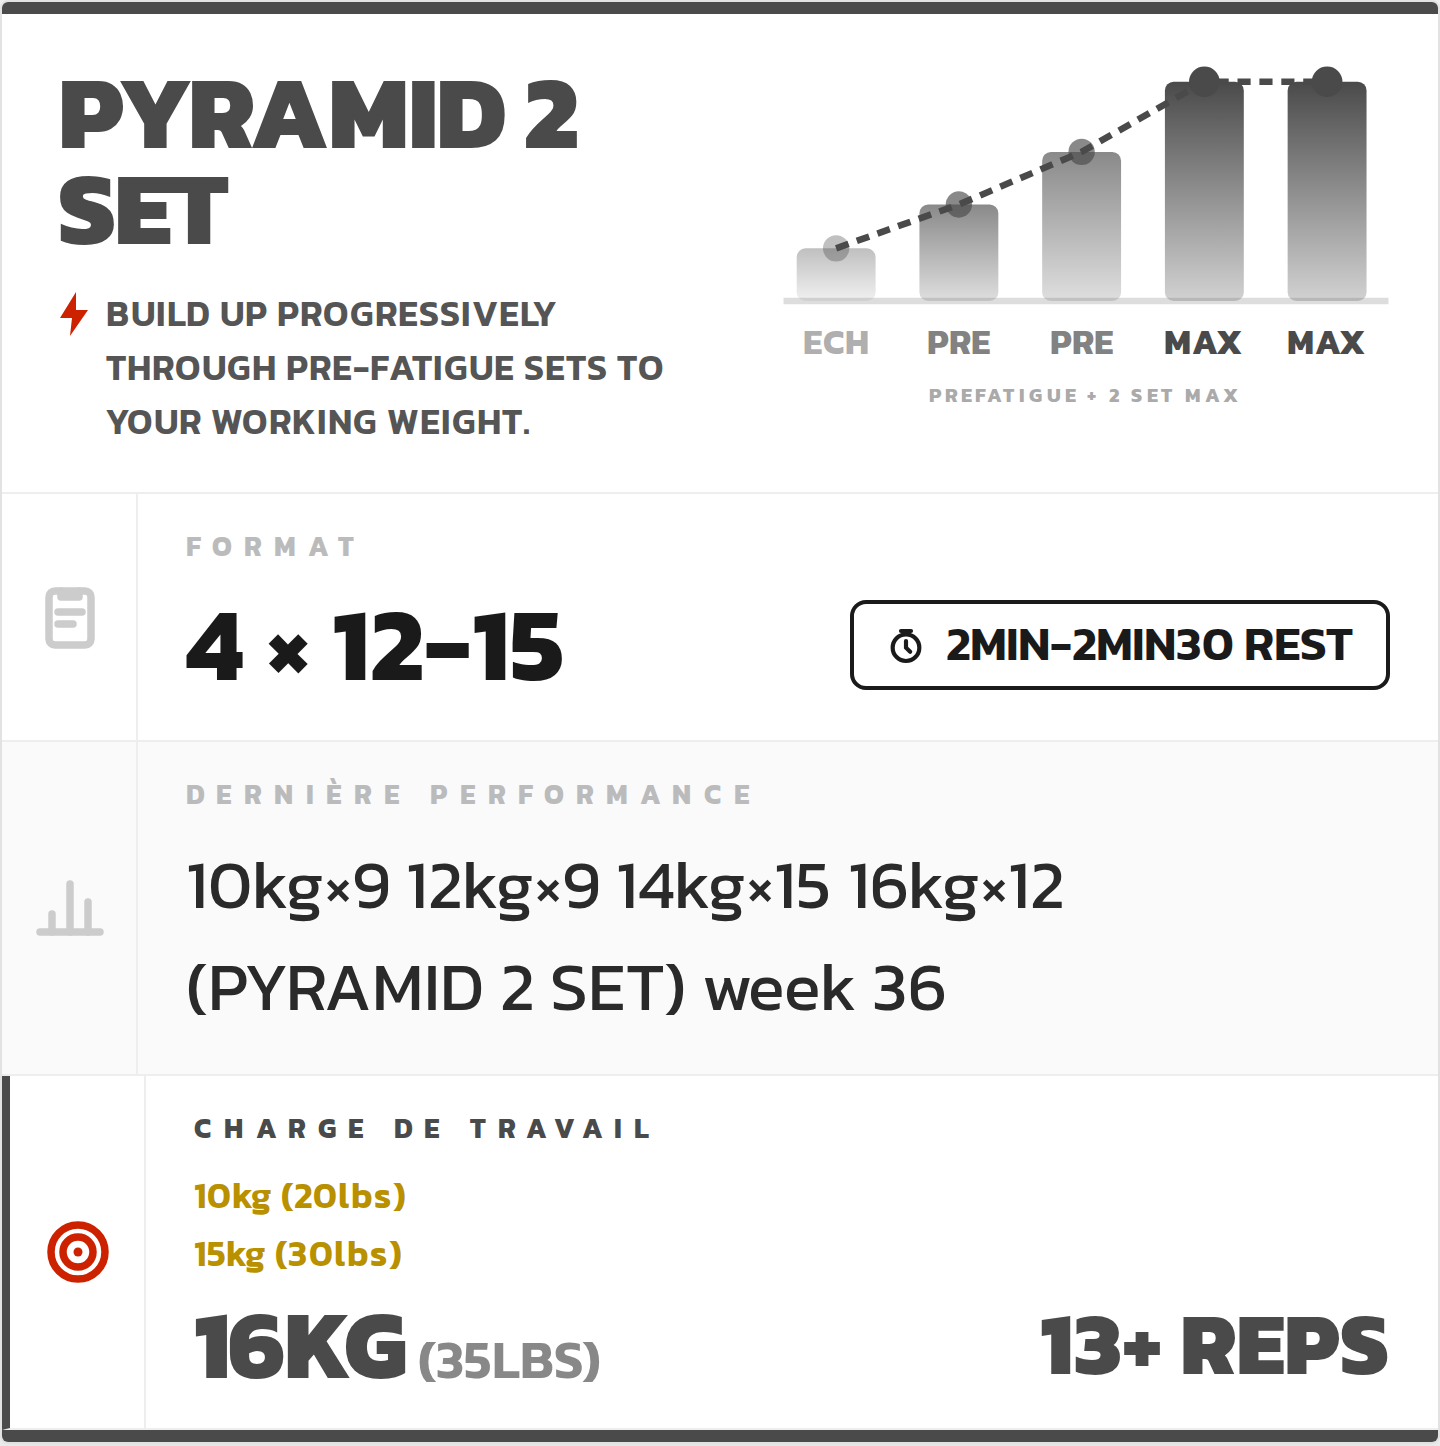 PYRAMID 2
SET
BUILD UP PROGRESSIVELY
THROUGH PRE-FATIGUE SETS TO
YOUR WORKING WEIGHT.
ECH PRE PRE MAX MAX
PREFATIGUE + 2 SET MAX
FORMAT
4 × 12–15
2MIN–2MIN30 REST
DERNIÈRE PERFORMANCE
10kg×9 12kg×9 14kg×15 16kg×12
(PYRAMID 2 SET) week 36
CHARGE DE TRAVAIL
10kg (20lbs)
15kg (30lbs)
16KG (35LBS)
13+ REPS